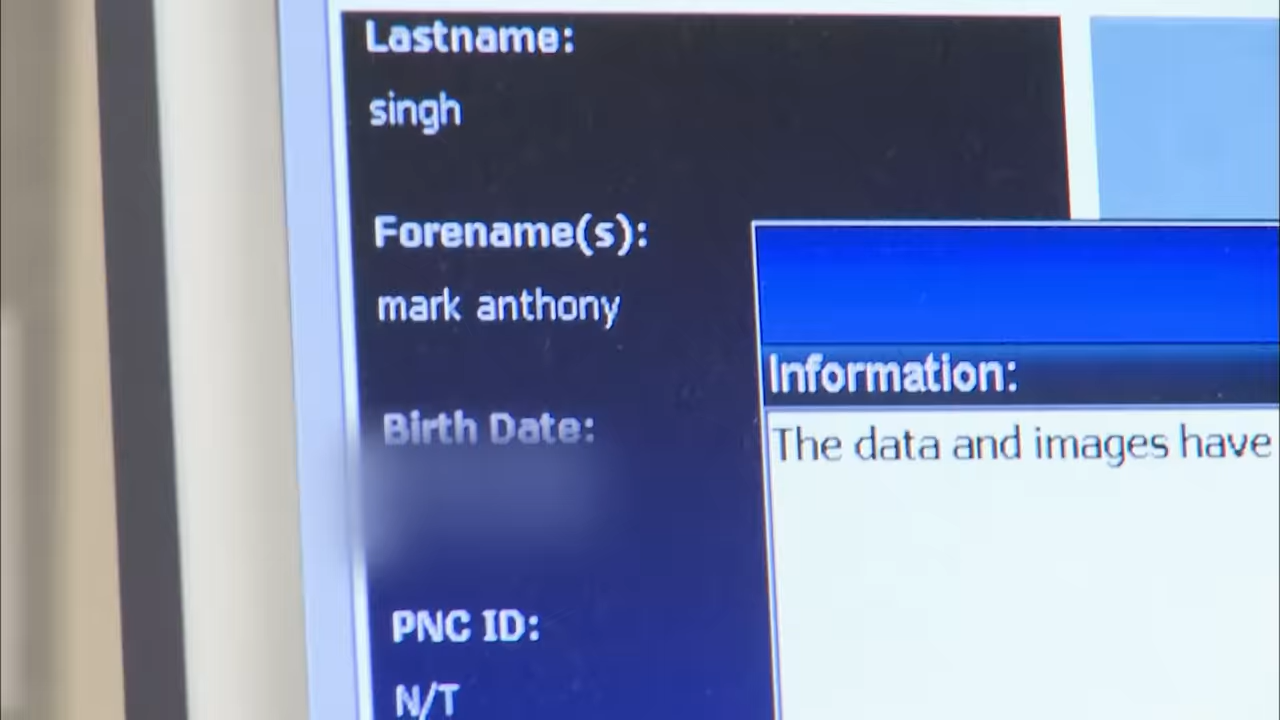 Lastname:
singh
Forename(s):
mark anthony
Information:
Birth Date:
The data and images have
PNC ID:
N/T